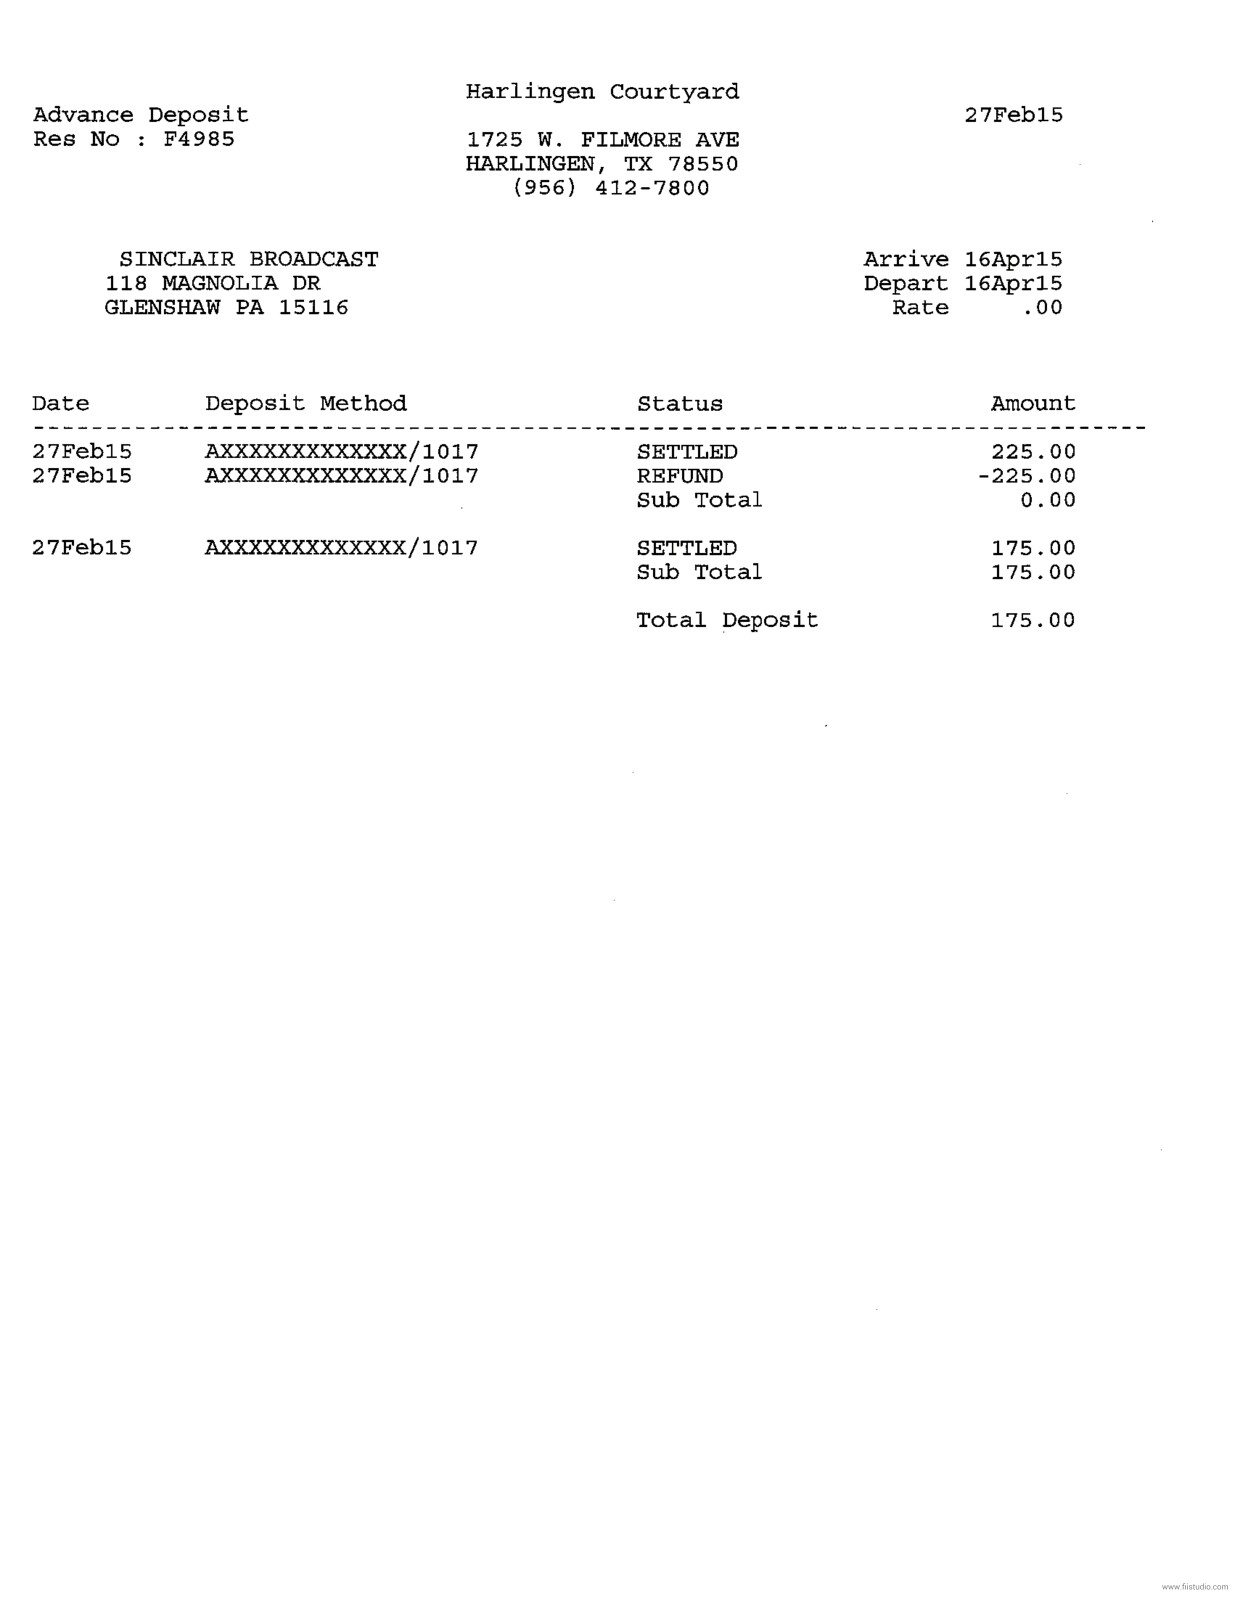 Harlingen Courtyard
Advance Deposit 27Feb15
Res No : F4985 1725 W. FILMORE AVE
HARLINGEN, TX 78550
(956) 412-7800
SINCLAIR BROADCAST Arrive 16Apr15
118 MAGNOLIA DR Depart 16Apr15
GLENSHAW PA 15116 Rate .00
Date Deposit Method Status Amount
27Feb15 AXXXXXXXXXXXXX/1017 SETTLED 225.00
27Feb15 AXXXXXXXXXXXXX/1017 REFUND -225.00
Sub Total 0.00
27Feb15 AXXXXXXXXXXXXX/1017 SETTLED 175.00
Sub Total 175.00
Total Deposit 175.00
www.fiistudio.com